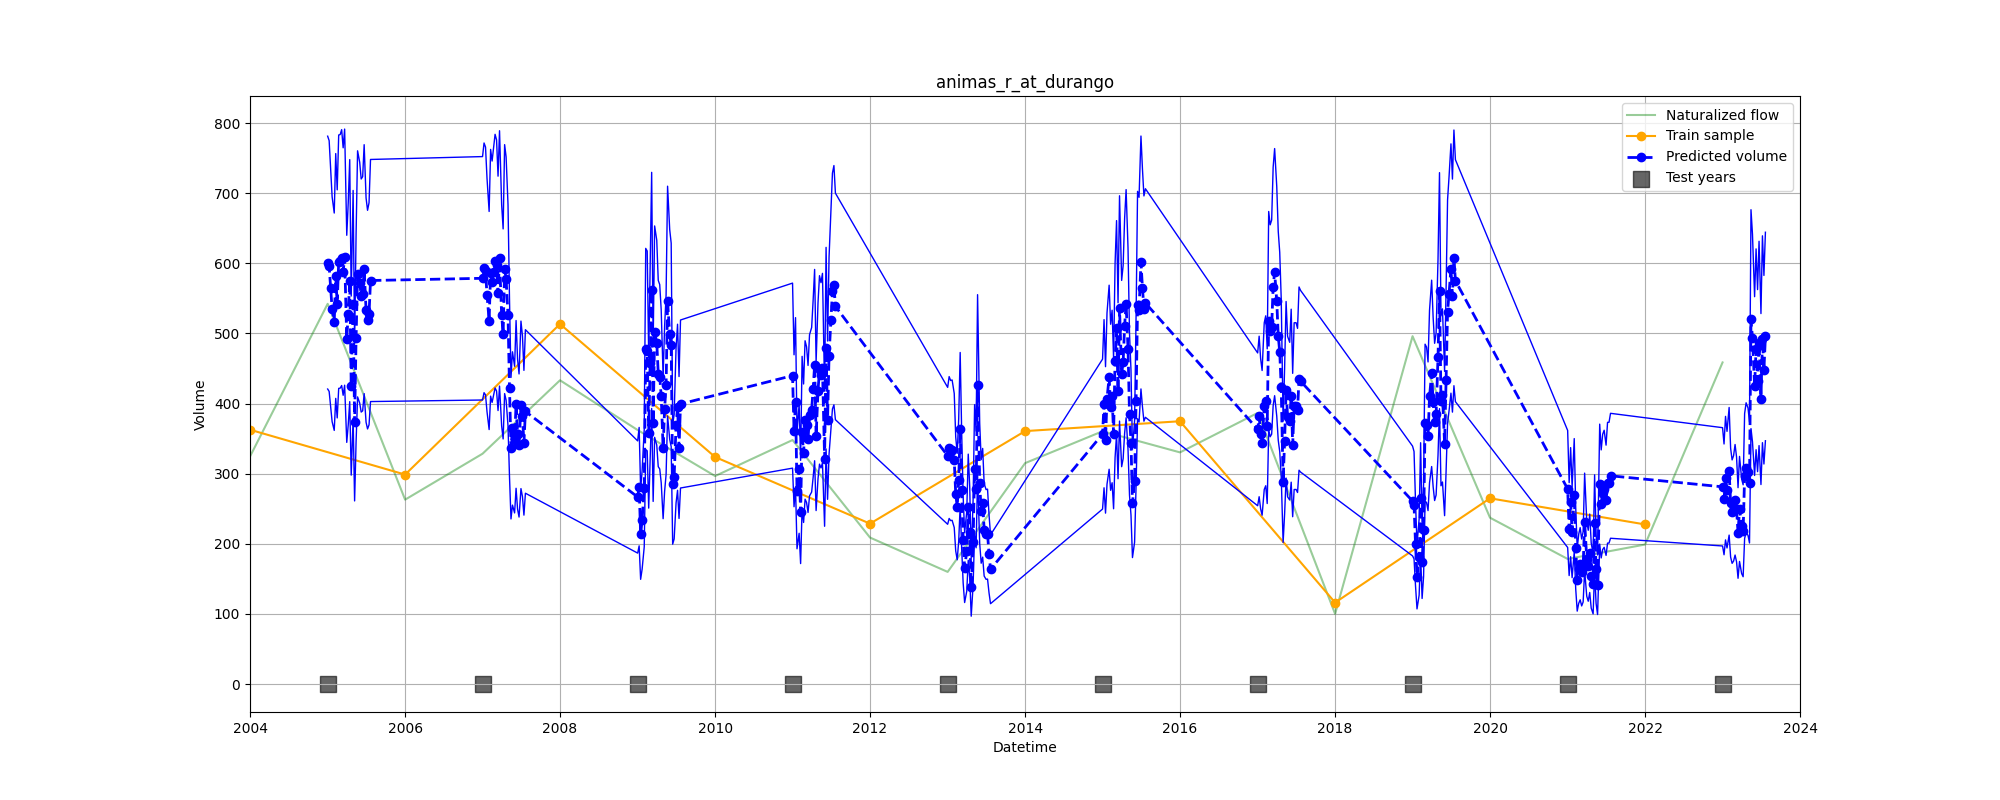 animas_r_at_durango
Naturalized flow
Train sample
Predicted volume
Test years
Volume
800
700
600
500
400
300
200
100
0
2004 2006 2008 2010 2012 2014 2016 2018 2020 2022 2024
Datetime